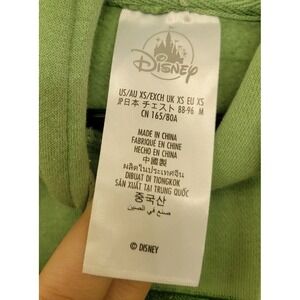 Disney
US/AU XS/EXCH UK XS EU XS
JP 日本 チェスト 88-96 M
CN 165/80A
MADE IN CHINA
FABRIQUÉ EN CHINE
HECHO EN CHINA
中國製
ผลิตในประเทศจีน
DIBUAT DI TIONGKOK
SẢN XUẤT TẠI TRUNG QUỐC
중국산
صنع في الصين
© DISNEY